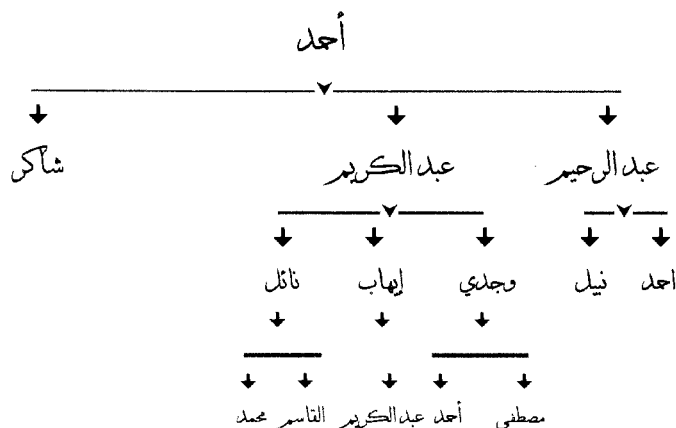 أحمد
عبد الرحيم عبد الكريم شاكر
احمد نبيل وجدي إيهاب نائل
مصطفى أحمد عبد الكريم القاسم محمد